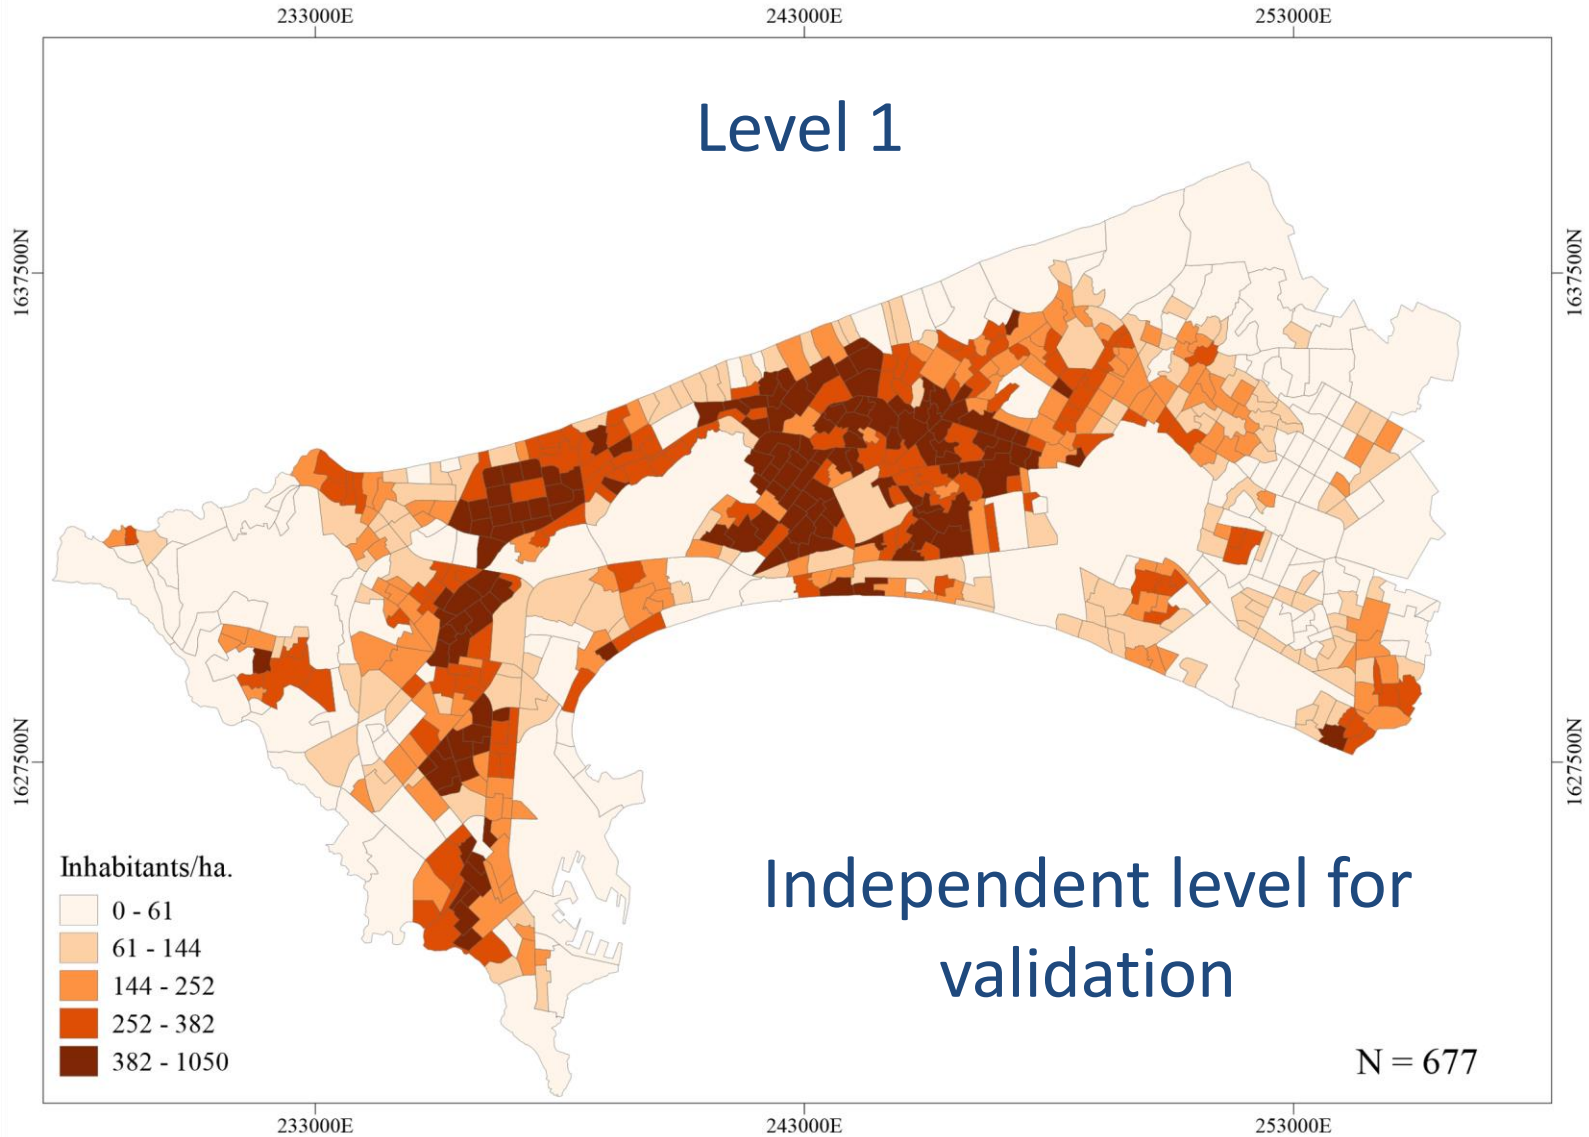 233000E 243000E 253000E
Level 1
1637500N 1637500N
1627500N 1627500N
Independent level for
validation
Inhabitants/ha.
0 - 61
61 - 144
144 - 252
252 - 382
382 - 1050
N = 677
233000E 243000E 253000E